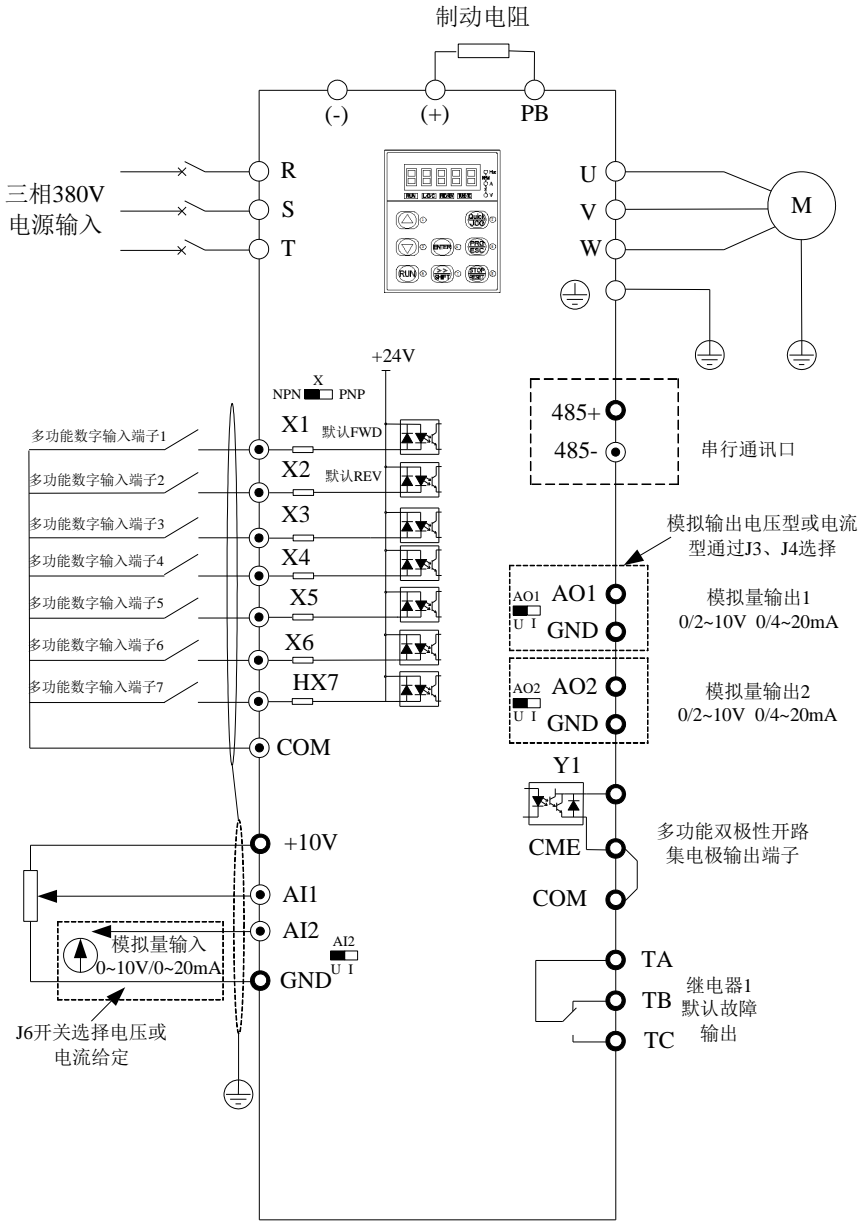 制动电阻
(-)
(+)
PB
三相380V
电源输入
R
S
T
RUN
Quick
JOG
ENTER
PRG
ESC
RUN
>>
SHIFT
STOP
U
V
W
M
+24V
X
NPN
PNP
多功能数字输入端子1
X1
默认FWD
多功能数字输入端子2
X2
默认REV
多功能数字输入端子3
X3
多功能数字输入端子4
X4
多功能数字输入端子5
X5
多功能数字输入端子6
X6
多功能数字输入端子7
HX7
COM
485+
485-
串行通讯口
模拟输出电压型或电流
型通过J3、J4选择
AO1
U I
AO1
GND
模拟量输出1
0/2~10V 0/4~20mA
AO2
U I
AO2
GND
模拟量输出2
0/2~10V 0/4~20mA
Y1
CME
COM
多功能双极性开路
集电极输出端子
+10V
AI1
AI2
GND
AI2
U I
模拟量输入
0~10V/0~20mA
J6开关选择电压或
电流给定
TA
TB
TC
继电器1
默认故障
输出